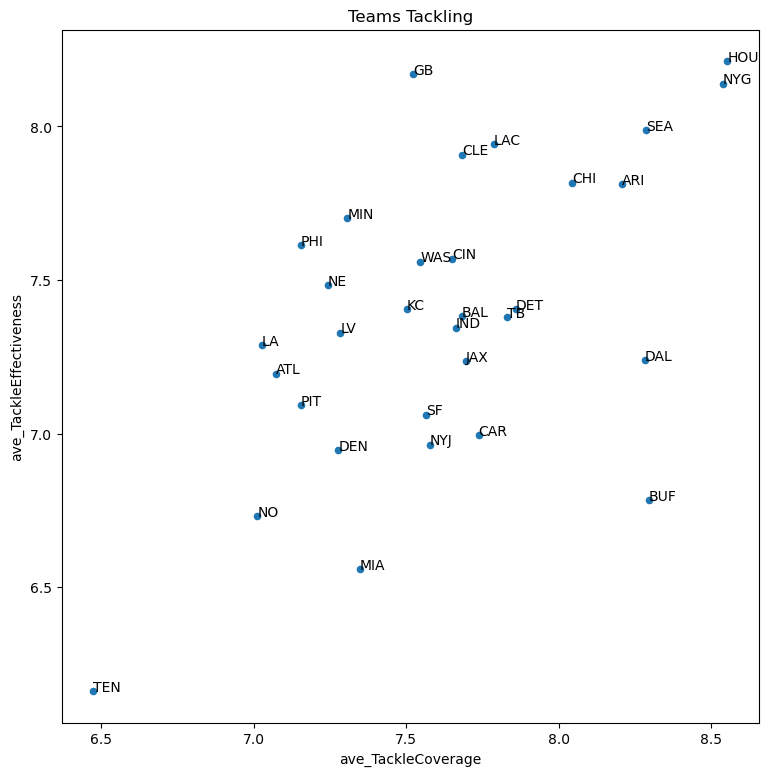 Teams Tackling
HOU
GB
NYG
SEA
LAC
CLE
CHI
ARI
MIN
PHI
CIN
WAS
NE
KC
DET
BAL
TB
IND
LV
LA
JAX
DAL
ATL
PIT
SF
CAR
NYJ
DEN
BUF
NO
MIA
TEN
8.0
7.5
7.0
6.5
ave_TackleEffectiveness
6.5 7.0 7.5 8.0 8.5
ave_TackleCoverage